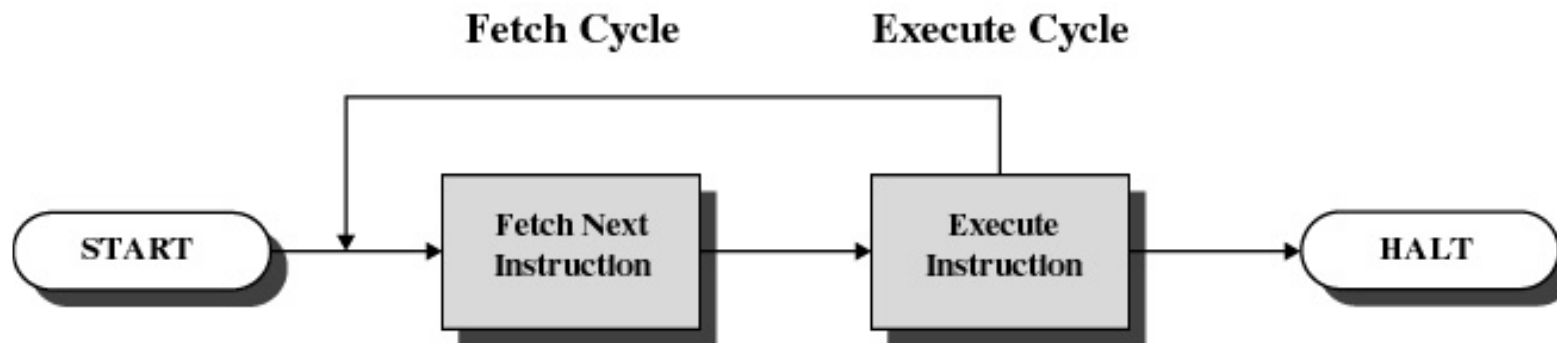 Fetch Cycle
Execute Cycle
START
Fetch Next
Instruction
Execute
Instruction
HALT